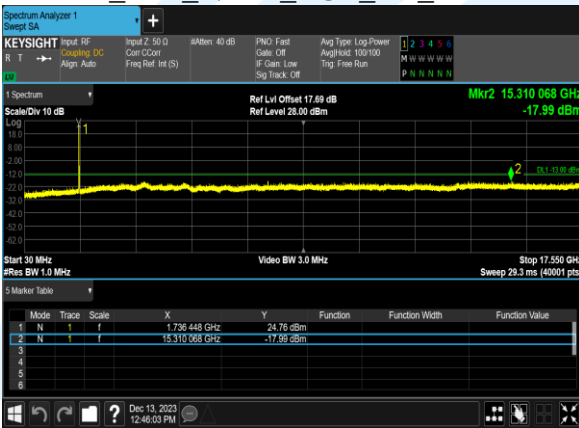 Spectrum Analyzer 1
Swept SA
+
KEYSIGHT Input: RF
R T Coupling: DC
Align: Auto
LV
Input Z: 50 Ω
Corr CCorr
Freq Ref: Int (S)
#Atten: 40 dB
PNO: Fast
Gate: Off
IF Gain: Low
Sig Track: Off
Avg Type: Log-Power
Avg|Hold: 100/100
Trig: Free Run
1 2 3 4 5 6
M W W W W W
P N N N N N
1 Spectrum
Scale/Div 10 dB
Ref Lvl Offset 17.69 dB
Ref Level 28.00 dBm
Mkr2 15.310 068 GHz
-17.99 dBm
Log
18.0
8.00
-2.00
-12.0
-22.0
-32.0
-42.0
-52.0
-62.0
1
2
DL1 -13.00 dBm
Start 30 MHz
#Res BW 1.0 MHz
Video BW 3.0 MHz
Stop 17.550 GHz
Sweep 29.3 ms (40001 pts)
5 Marker Table
Mode Trace Scale X Y Function Function Width Function Value
1 N 1 f 1.736 448 GHz 24.76 dBm
2 N 1 f 15.310 068 GHz -17.99 dBm
3
4
5
6
?
Dec 13, 2023
12:46:03 PM